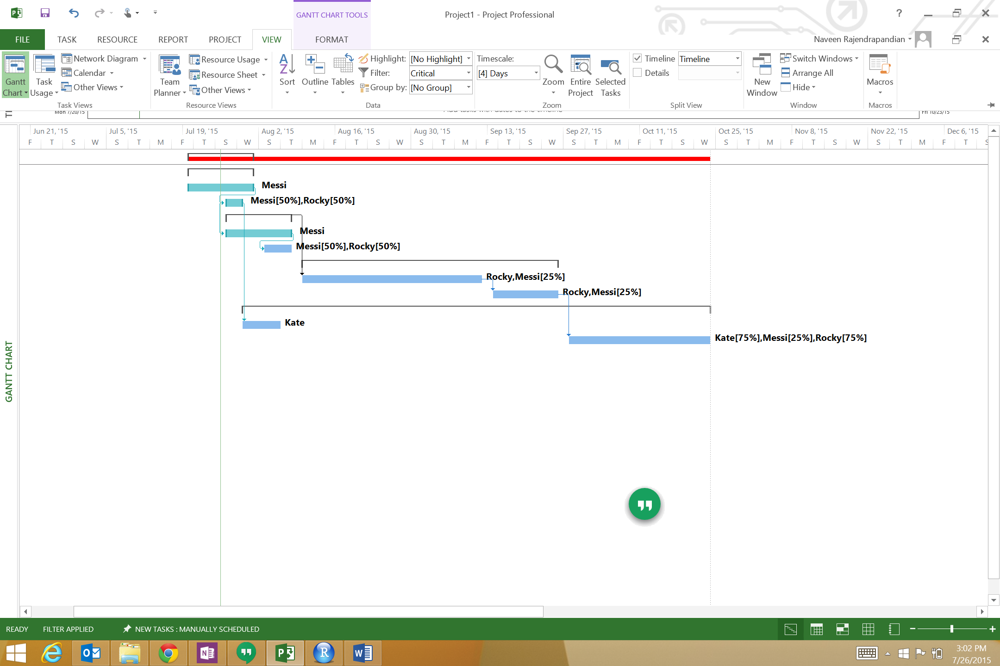 GANTT CHART TOOLS
Project1 - Project Professional
?
FILE TASK RESOURCE REPORT PROJECT VIEW FORMAT
Naveen Rajendrapandian
Gantt Chart
Task Usage
Network Diagram
Calendar
Other Views
Task Views
Team Planner
Resource Usage
Resource Sheet
Other Views
Resource Views
Sort
Outline
Tables
Highlight: [No Highlight]
Filter: Critical
Group by: [No Group]
Data
Timescale:
[4] Days
Zoom
Entire Project
Selected Tasks
Zoom
Timeline Timeline
Details
Split View
New Window
Switch Windows
Arrange All
Hide
Window
Macros
Macros
Mon 7/20/15
Add tasks with dates to the timeline
Fri 10/23/15
Jun 21, '15 Jul 5, '15 Jul 19, '15 Aug 2, '15 Aug 16, '15 Aug 30, '15 Sep 13, '15 Sep 27, '15 Oct 11, '15 Oct 25, '15 Nov 8, '15 Nov 22, '15 Dec 6, '15
F T S W S T M F T S W S T M F T S W S T M F T S W S T M F T S W S T M F T S W S T M F T S
Messi
Messi[50%],Rocky[50%]
Messi
Messi[50%],Rocky[50%]
Rocky,Messi[25%]
Rocky,Messi[25%]
Kate
Kate[75%],Messi[25%],Rocky[75%]
GANTT CHART
READY FILTER APPLIED NEW TASKS : MANUALLY SCHEDULED
3:02 PM
7/26/2015